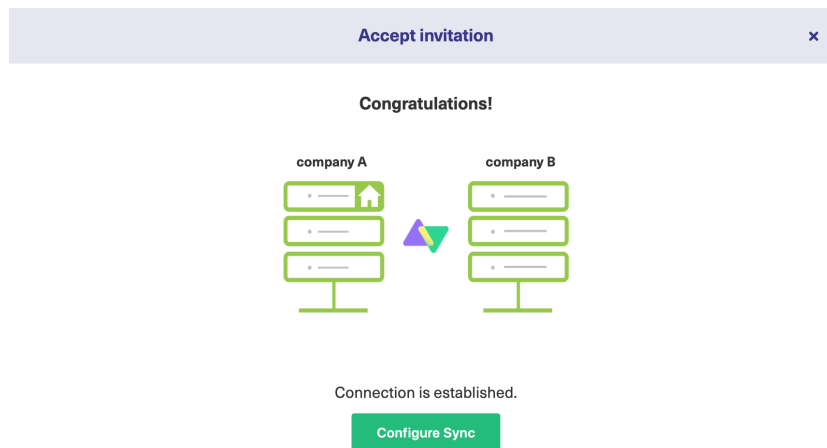 Accept invitation
×
Congratulations!
company A
company B
Connection is established.
Configure Sync